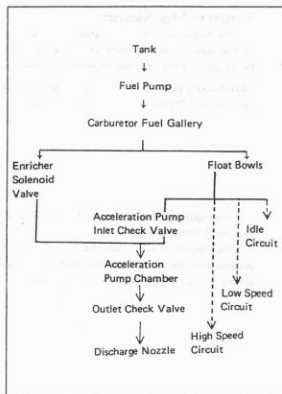 Tank
Fuel Pump
Carburetor Fuel Gallery
Enricher
Solenoid
Valve
Float Bowls
Acceleration Pump
Inlet Check Valve
Idle
Circuit
Acceleration
Pump Chamber
Low Speed
Circuit
Outlet Check Valve
High Speed
Circuit
Discharge Nozzle